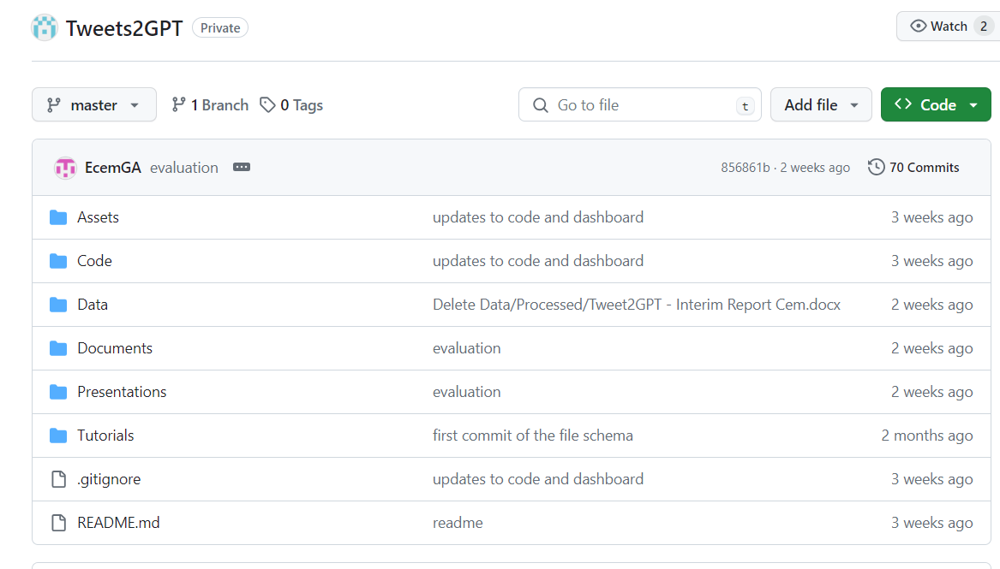 Tweets2GPT Private Watch 2
master 1 Branch 0 Tags Go to file t Add file Code
EcemGA evaluation 856861b · 2 weeks ago 70 Commits
Assets updates to code and dashboard 3 weeks ago
Code updates to code and dashboard 3 weeks ago
Data Delete Data/Processed/Tweet2GPT - Interim Report Cem.docx 2 weeks ago
Documents evaluation 2 weeks ago
Presentations evaluation 2 weeks ago
Tutorials first commit of the file schema 2 months ago
.gitignore updates to code and dashboard 3 weeks ago
README.md readme 3 weeks ago